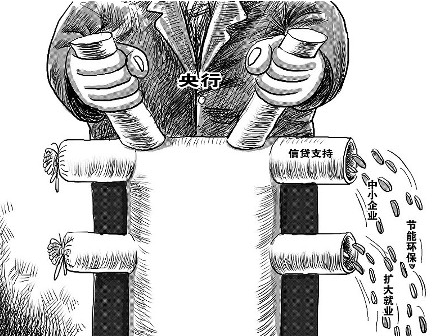 央行
信贷支持
中小企业
节能环保
扩大就业